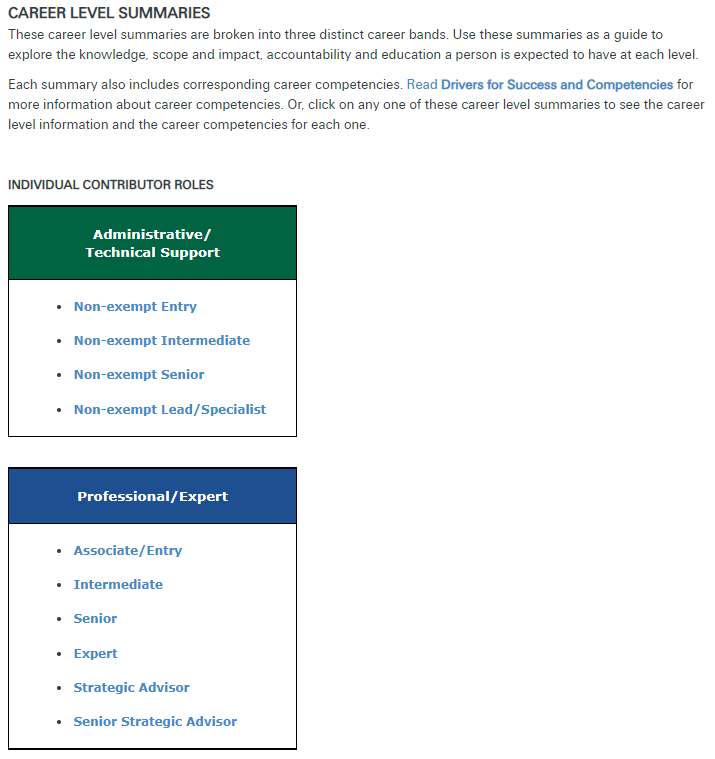 CAREER LEVEL SUMMARIES
These career level summaries are broken into three distinct career bands. Use these summaries as a guide to
explore the knowledge, scope and impact, accountability and education a person is expected to have at each level.
Each summary also includes corresponding career competencies. Read Drivers for Success and Competencies for
more information about career competencies. Or, click on any one of these career level summaries to see the career
level information and the career competencies for each one.
INDIVIDUAL CONTRIBUTOR ROLES
Administrative/
Technical Support
• Non-exempt Entry
• Non-exempt Intermediate
• Non-exempt Senior
• Non-exempt Lead/Specialist
Professional/Expert
• Associate/Entry
• Intermediate
• Senior
• Expert
• Strategic Advisor
• Senior Strategic Advisor